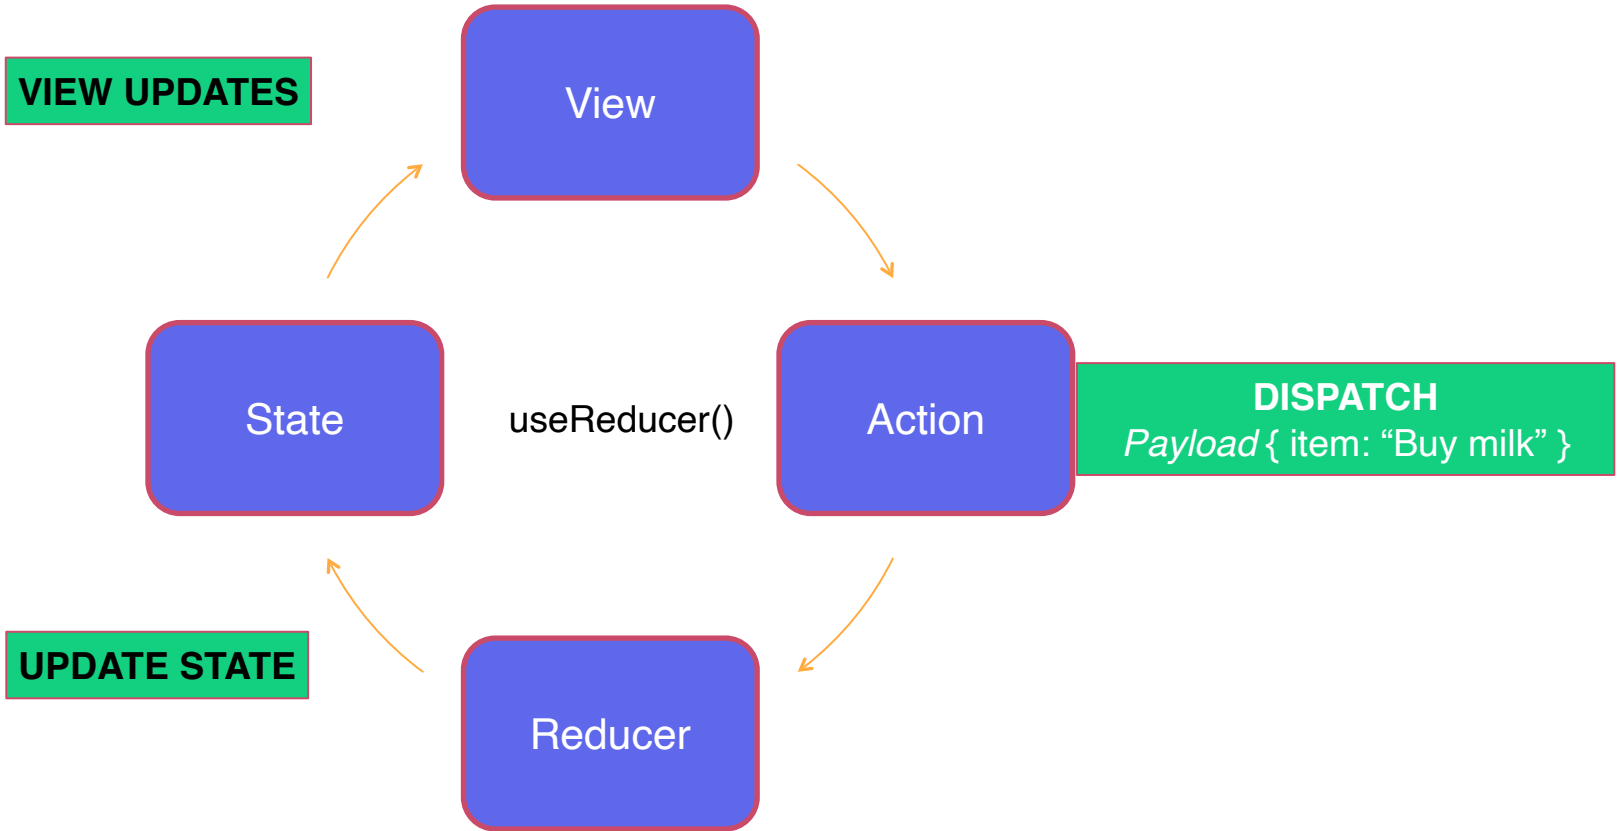 View
VIEW UPDATES
State
useReducer()
Action
DISPATCH
Payload { item: “Buy milk” }
UPDATE STATE
Reducer